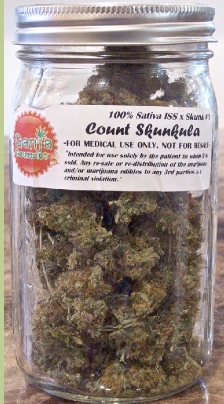 100% Sativa ISS x Skunk #1
Count Skunkula
-FOR MEDICAL USE ONLY. NOT FOR RESALE
"Intended for use solely by the patient to whom it is
sold. Any re-sale or re-distribution of the marijuana
and/or marijuana edibles to any 3rd parties is a
criminal violation."